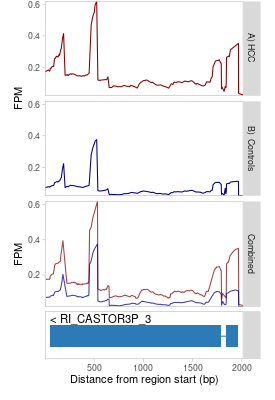 0.6
0.4
0.2
FPM
A) HCC
0.6
0.4
0.2
FPM
B) Controls
0.6
0.4
0.2
FPM
Combined
< RI_CASTOR3P_3
500 1000 1500 2000
Distance from region start (bp)